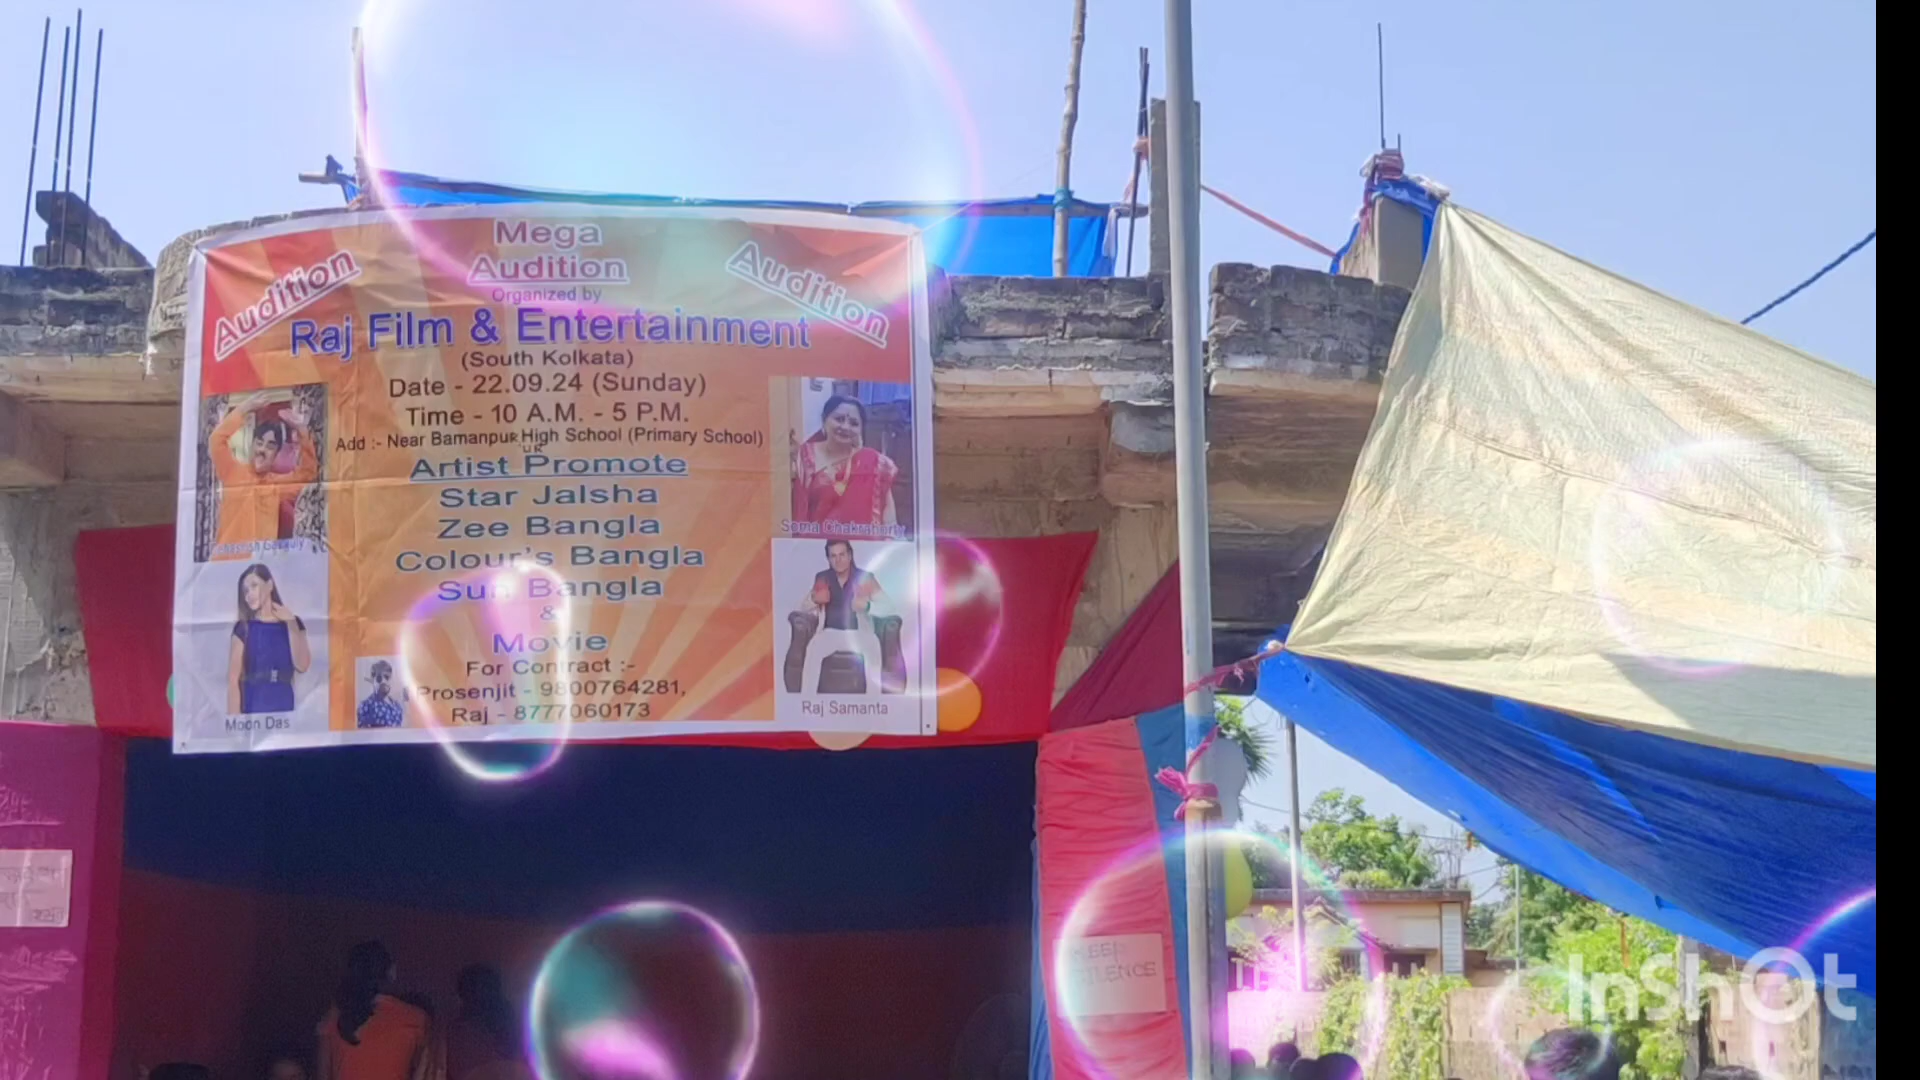 Audition
Mega
Audition
Audition
Organized by
Raj Film & Entertainment
(South Kolkata)
Date - 22.09.24 (Sunday)
Time - 10 A.M. - 5 P.M.
Add :- Near Bamanpur High School (Primary School)
UR
Artist Promote
Star Jalsha
Zee Bangla
Colour's Bangla
Sun Bangla
&
Movie
For Contract :-
Prosenjit - 9800764281,
Raj - 8777060173
Soma Chakraborty
Moon Das
Raj Samanta
KEEP
SILENCE
InShOt